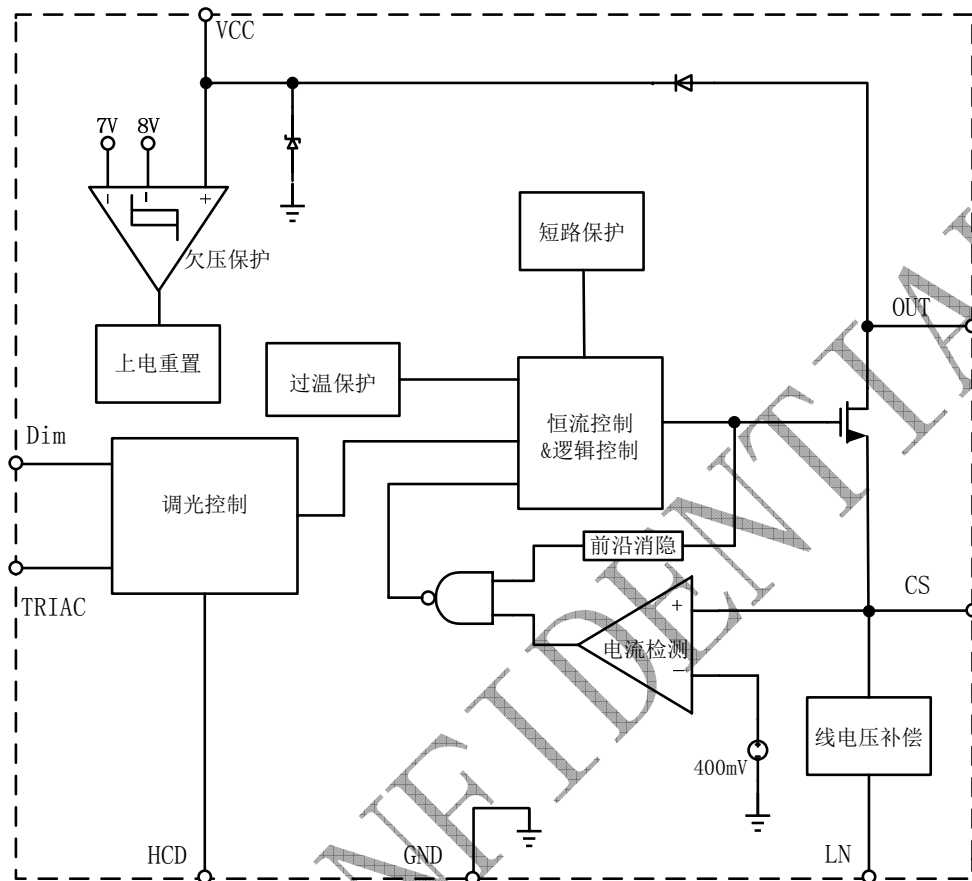 VCC
7V
8V
欠压保护
短路保护
OUT
上电重置
过温保护
恒流控制
&逻辑控制
Dim
调光控制
前沿消隐
TRIAC
CS
电流检测
线电压补偿
400mV
HCD
GND
LN
NFIDENTIA